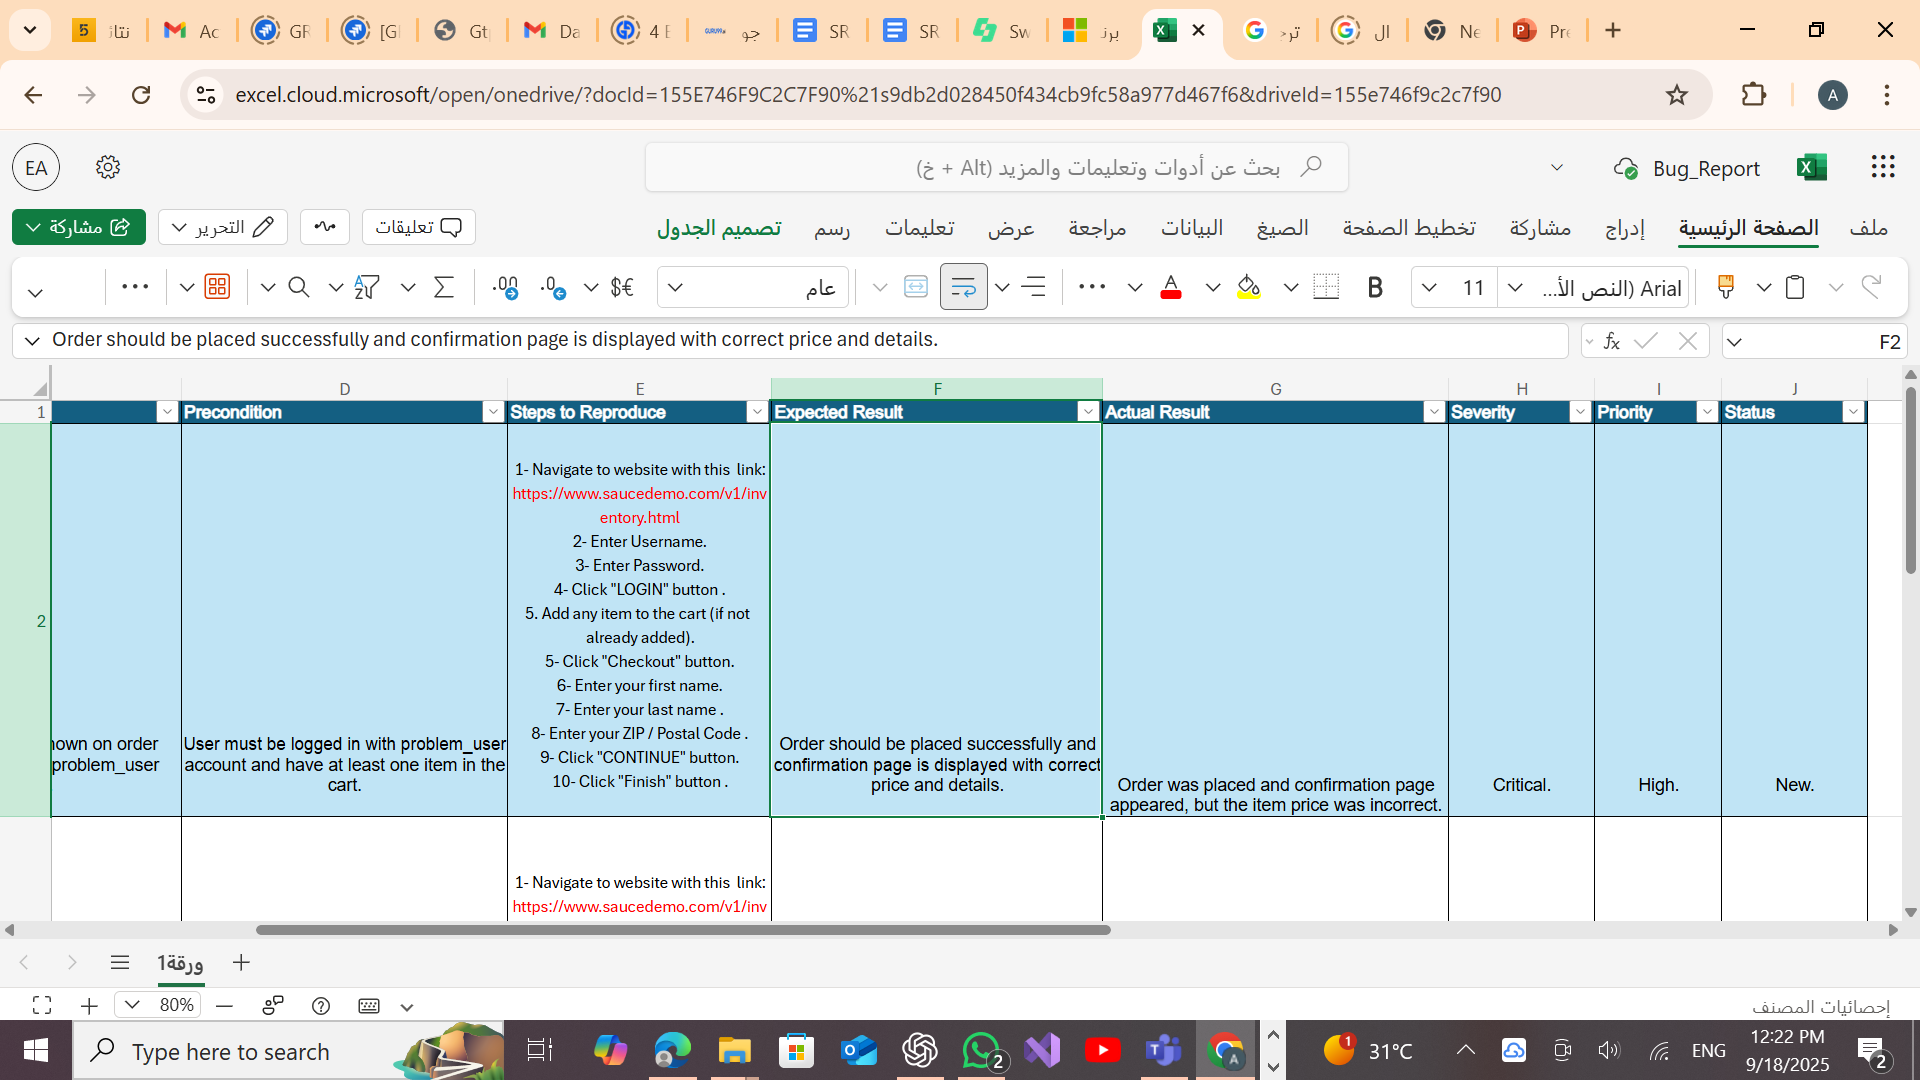 نتائ
Ac
GR
[GI
Gt
Da
4 E
جو
SR
SR
Sw
برن
ترج
ال
Ne
Pre
excel.cloud.microsoft/open/onedrive/?docId=155E746F9C2C7F90%21s9db2d028450f434cb9fc58a977d467f6&driveId=155e746f9c2c7f90
A
EA
بحث عن أدوات وتعليمات والمزيد (Alt + خ)
Bug_Report
ملف
الصفحة الرئيسية
إدراج
مشاركة
تخطيط الصفحة
الصيغ
البيانات
مراجعة
عرض
تعليمات
رسم
تصميم الجدول
تعليقات
التحرير
مشاركة
Arial (النص الأ...
11
B
عام
Order should be placed successfully and confirmation page is displayed with correct price and details.
fx
F2
D E F G H I J
1 Precondition Steps to Reproduce Expected Result Actual Result Severity Priority Status
2
own on order
problem_user
User must be logged in with problem_user
account and have at least one item in the
cart.
1- Navigate to website with this link:
https://www.saucedemo.com/v1/inv
entory.html
2- Enter Username.
3- Enter Password.
4- Click "LOGIN" button .
5. Add any item to the cart (if not
already added).
5- Click "Checkout" button.
6- Enter your first name.
7- Enter your last name .
8- Enter your ZIP / Postal Code .
9- Click "CONTINUE" button.
10- Click "Finish" button .
Order should be placed successfully and
confirmation page is displayed with correct
price and details.
Order was placed and confirmation page
appeared, but the item price was incorrect.
Critical.
High.
New.
1- Navigate to website with this link:
https://www.saucedemo.com/v1/inv
ورقة1
80%
إحصائيات المصنف
Type here to search
2
A
1
31°C
ENG
12:22 PM
9/18/2025
2